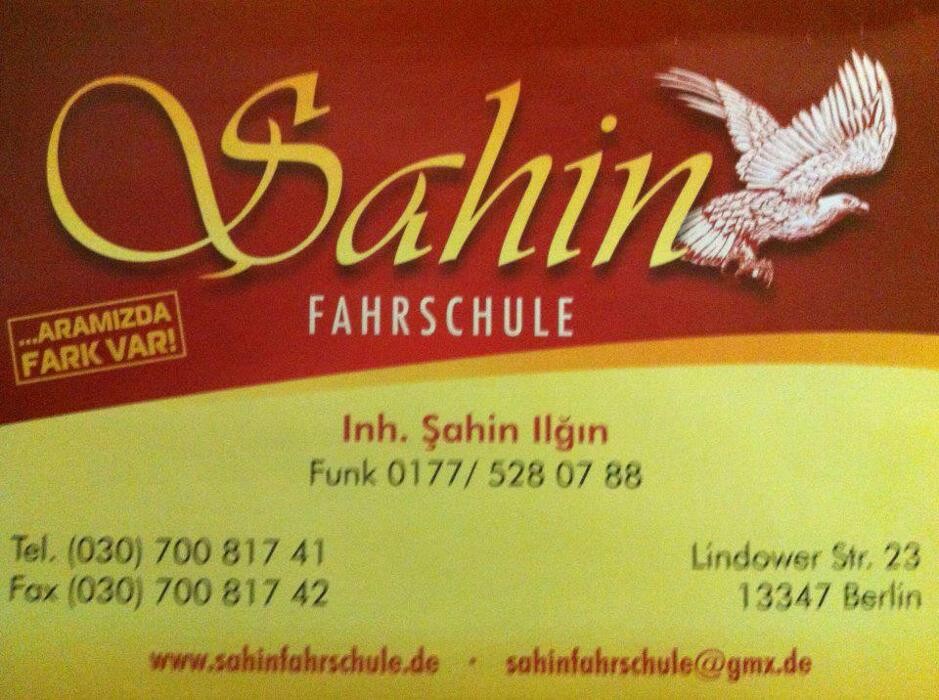 Şahin
FAHRSCHULE
...ARAMIZDA
FARK VAR!
Inh. Şahin Ilğın
Funk 0177/ 528 07 88
Tel. (030) 700 817 41
Fax (030) 700 817 42
Lindower Str. 23
13347 Berlin
www.sahinfahrschule.de · sahinfahrschule@gmx.de